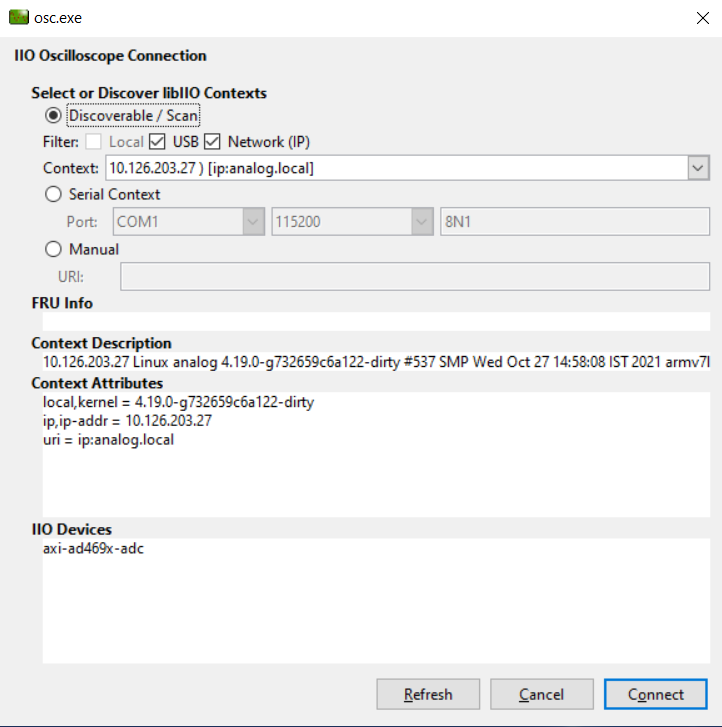 osc.exe
IIO Oscilloscope Connection
Select or Discover libIIO Contexts
Discoverable / Scan
Filter: Local USB Network (IP)
Context: 10.126.203.27 ) [ip:analog.local]
Serial Context
Port: COM1 115200 8N1
Manual
URI:
FRU Info
Context Description
10.126.203.27 Linux analog 4.19.0-g732659c6a122-dirty #537 SMP Wed Oct 27 14:58:08 IST 2021 armv7l
Context Attributes
local,kernel = 4.19.0-g732659c6a122-dirty
ip,ip-addr = 10.126.203.27
uri = ip:analog.local
IIO Devices
axi-ad469x-adc
Refresh Cancel Connect